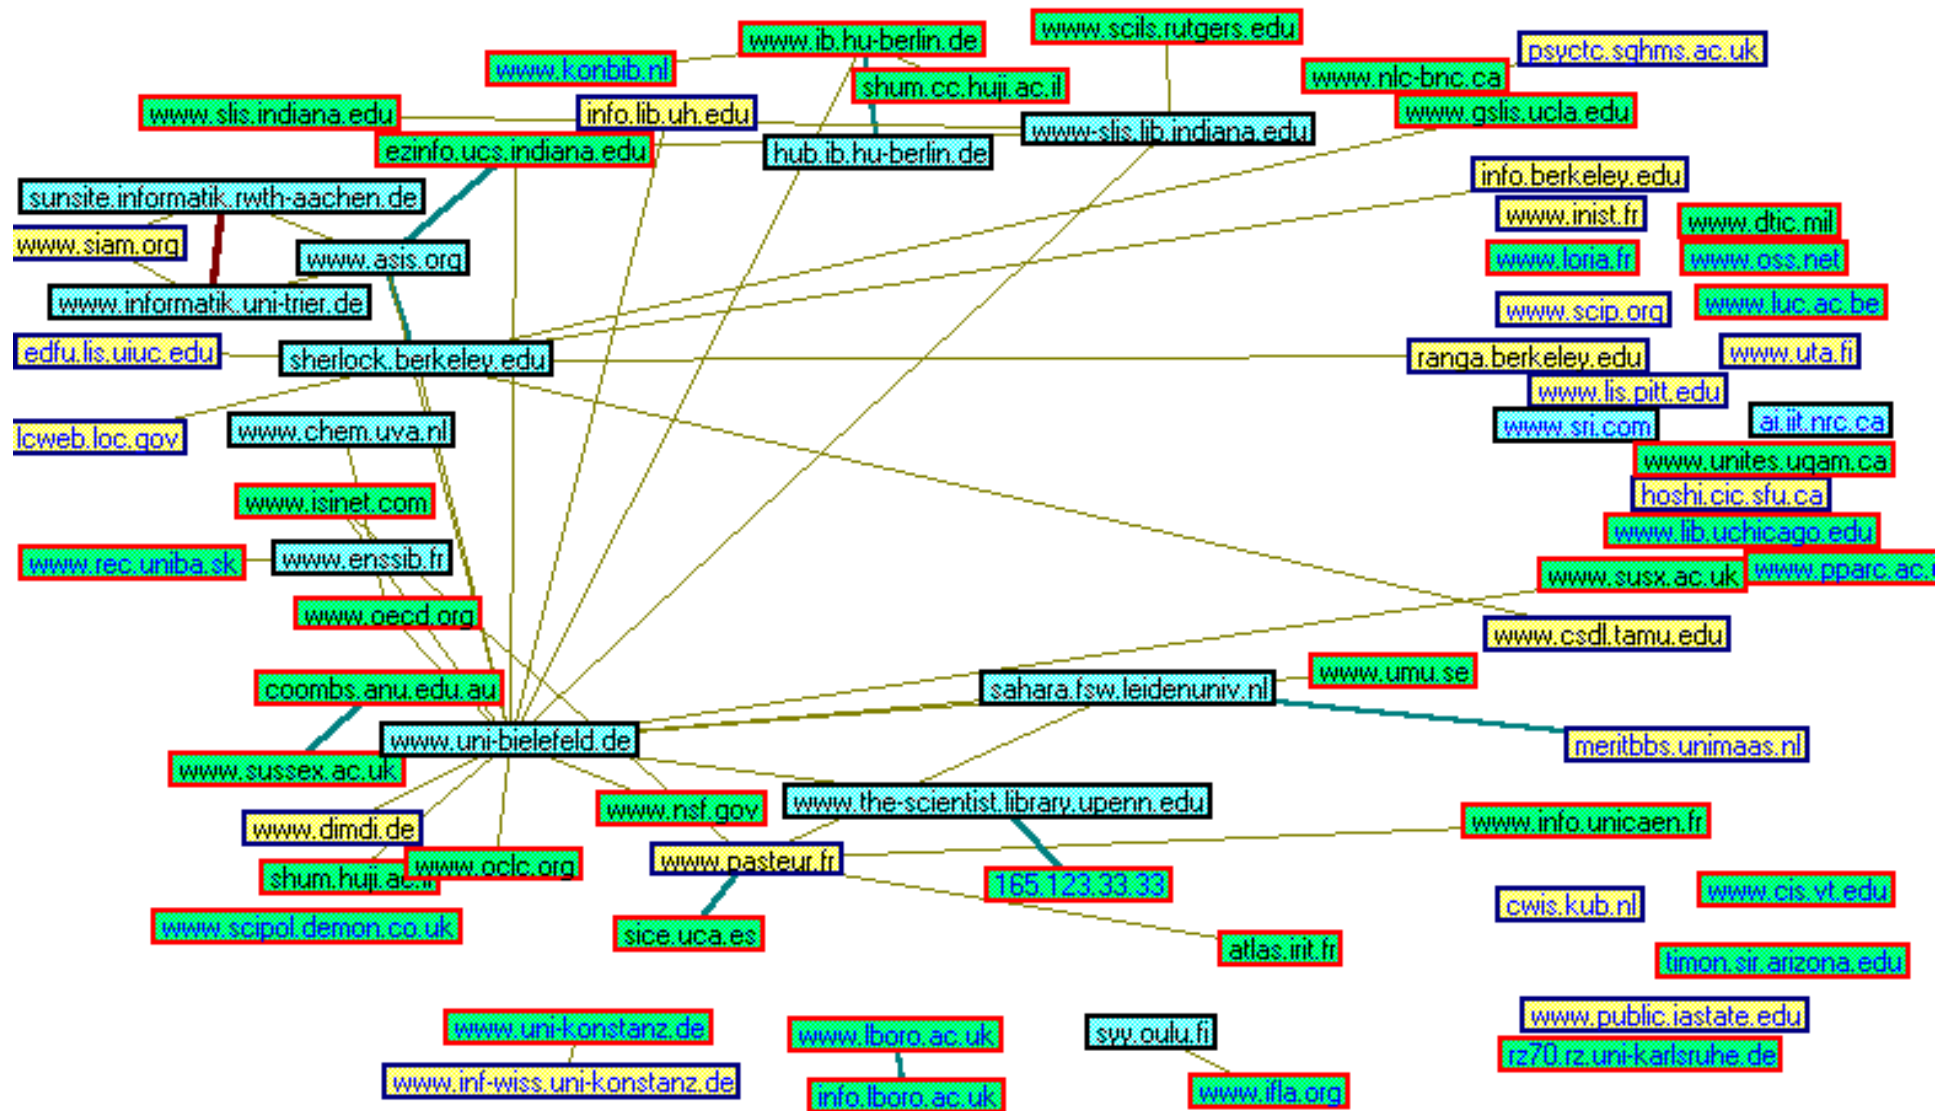 www.ib.hu-berlin.de
www.scils.rutgers.edu
psyctc.sghms.ac.uk
www.konbib.nl
shum.cc.huji.ac.il
www.nlc-bnc.ca
www.slis.indiana.edu
info.lib.uh.edu
www-slis.lib.indiana.edu
www.gslis.ucla.edu
ezinfo.ucs.indiana.edu
hub.ib.hu-berlin.de
info.berkeley.edu
sunsite.informatik.rwth-aachen.de
www.inist.fr
www.dtic.mil
www.siam.org
www.asis.org
www.loria.fr
www.oss.net
www.informatik.uni-trier.de
www.scip.org
www.luc.ac.be
edfu.lis.uiuc.edu
sherlock.berkeley.edu
ranga.berkeley.edu
www.uta.fi
www.lis.pitt.edu
lcweb.loc.gov
www.chem.uva.nl
www.sri.com
ai.iit.nrc.ca
www.unites.uqam.ca
www.isinet.com
hoshi.cic.sfu.ca
www.lib.uchicago.edu
www.rec.uniba.sk
www.enssib.fr
www.susx.ac.uk
www.pparc.ac.
www.oecd.org
www.csdl.tamu.edu
coombs.anu.edu.au
sahara.fsw.leidenuniv.nl
www.umu.se
www.uni-bielefeld.de
meritbbs.unimaas.nl
www.sussex.ac.uk
www.nsf.gov
www.the-scientist.library.upenn.edu
www.dimdi.de
www.info.unicaen.fr
shum.huji.ac.il
www.oclc.org
www.pasteur.fr
165.123.33.33
www.cis.vt.edu
cwis.kub.nl
www.scipol.demon.co.uk
sice.uca.es
atlas.irit.fr
timon.sir.arizona.edu
www.uni-konstanz.de
www.lboro.ac.uk
syy.oulu.fi
www.public.iastate.edu
rz70.rz.uni-karlsruhe.de
www.inf-wiss.uni-konstanz.de
info.lboro.ac.uk
www.ifla.org